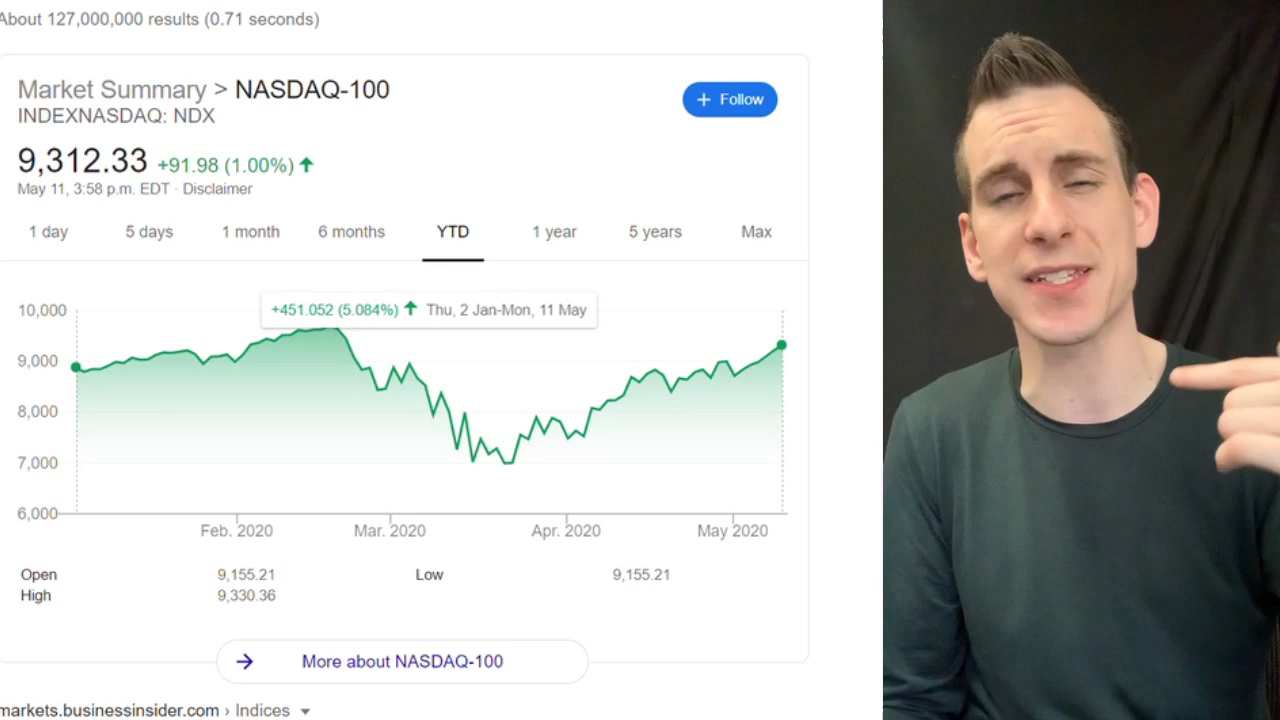 About 127,000,000 results (0.71 seconds)
Market Summary > NASDAQ-100
INDEXNASDAQ: NDX
+ Follow
9,312.33 +91.98 (1.00%) ↑
May 11, 3:58 p.m. EDT · Disclaimer
1 day 5 days 1 month 6 months YTD 1 year 5 years Max
+451.052 (5.084%) ↑ Thu, 2 Jan-Mon, 11 May
10,000
9,000
8,000
7,000
6,000
Feb. 2020 Mar. 2020 Apr. 2020 May 2020
Open 9,155.21 Low 9,155.21
High 9,330.36
→ More about NASDAQ-100
markets.businessinsider.com › Indices ▾